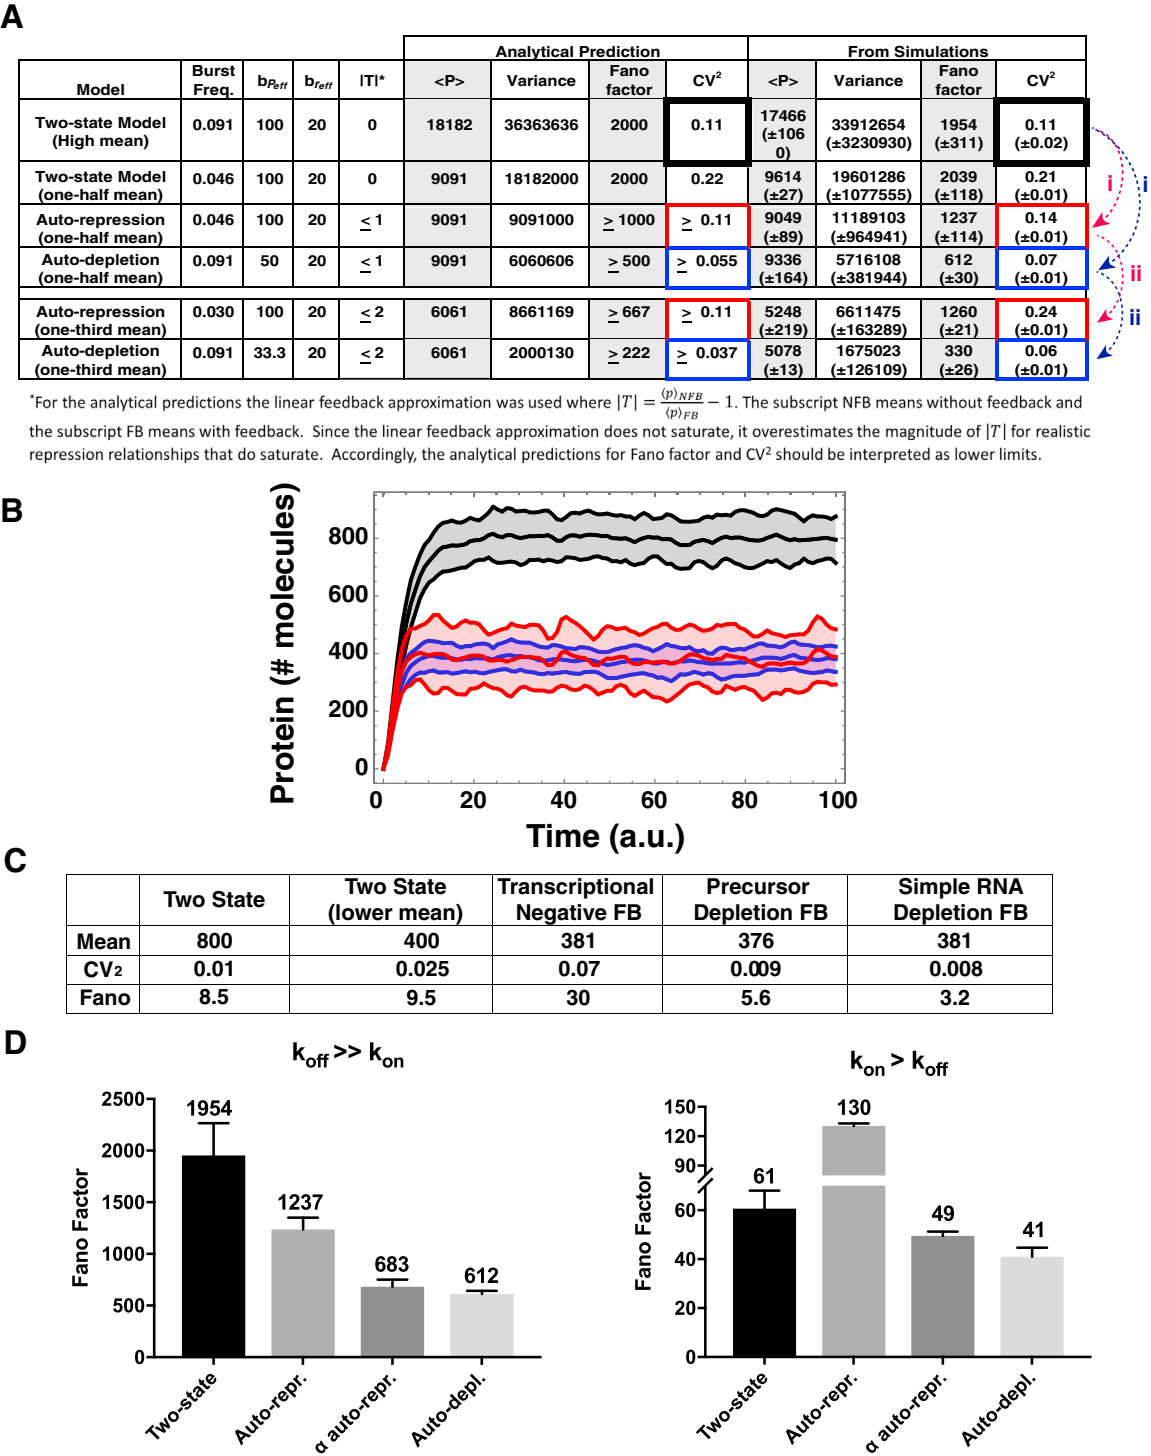 A
Analytical Prediction From Simulations
Model Burst Freq. bPeff breff |T|* <P> Variance Fano factor CV2 <P> Variance Fano factor CV2
Two-state Model (High mean) 0.091 100 20 0 18182 36363636 2000 0.11 17466 (±1060) 33912654 (±3230930) 1954 (±311) 0.11 (±0.02)
Two-state Model (one-half mean) 0.046 100 20 0 9091 18182000 2000 0.22 9614 (±27) 19601286 (±1077555) 2039 (±118) 0.21 (±0.01)
Auto-repression (one-half mean) 0.046 100 20 ≤ 1 9091 9091000 ≥ 1000 ≥ 0.11 9049 (±89) 11189103 (±964941) 1237 (±114) 0.14 (±0.01)
Auto-depletion (one-half mean) 0.091 50 20 ≤ 1 9091 6060606 ≥ 500 ≥ 0.055 9336 (±164) 5716108 (±381944) 612 (±30) 0.07 (±0.01)
Auto-repression (one-third mean) 0.030 100 20 ≤ 2 6061 8661169 ≥ 667 ≥ 0.11 5248 (±219) 6611475 (±163289) 1260 (±21) 0.24 (±0.01)
Auto-depletion (one-third mean) 0.091 33.3 20 ≤ 2 6061 2000130 ≥ 222 ≥ 0.037 5078 (±13) 1675023 (±126109) 330 (±26) 0.06 (±0.01)
i i
ii
ii
*For the analytical predictions the linear feedback approximation was used where |T| = ⟨p⟩NFB/⟨p⟩FB − 1. The subscript NFB means without feedback and
the subscript FB means with feedback. Since the linear feedback approximation does not saturate, it overestimates the magnitude of |T| for realistic
repression relationships that do saturate. Accordingly, the analytical predictions for Fano factor and CV2 should be interpreted as lower limits.
B
Protein (# molecules)
800
600
400
200
0
0 20 40 60 80 100
Time (a.u.)
C
Two State Two State (lower mean) Transcriptional Negative FB Precursor Depletion FB Simple RNA Depletion FB
Mean 800 400 381 376 381
CV2 0.01 0.025 0.07 0.009 0.008
Fano 8.5 9.5 30 5.6 3.2
D
koff >> kon
Fano Factor
2500
2000
1500
1000
500
0
1954
1237
683
612
Two-state Auto-repr. α auto-repr. Auto-depl.
kon > koff
Fano Factor
150
120
90
60
40
20
0
61
130
49
41
Two-state Auto-repr. α auto-repr. Auto-depl.